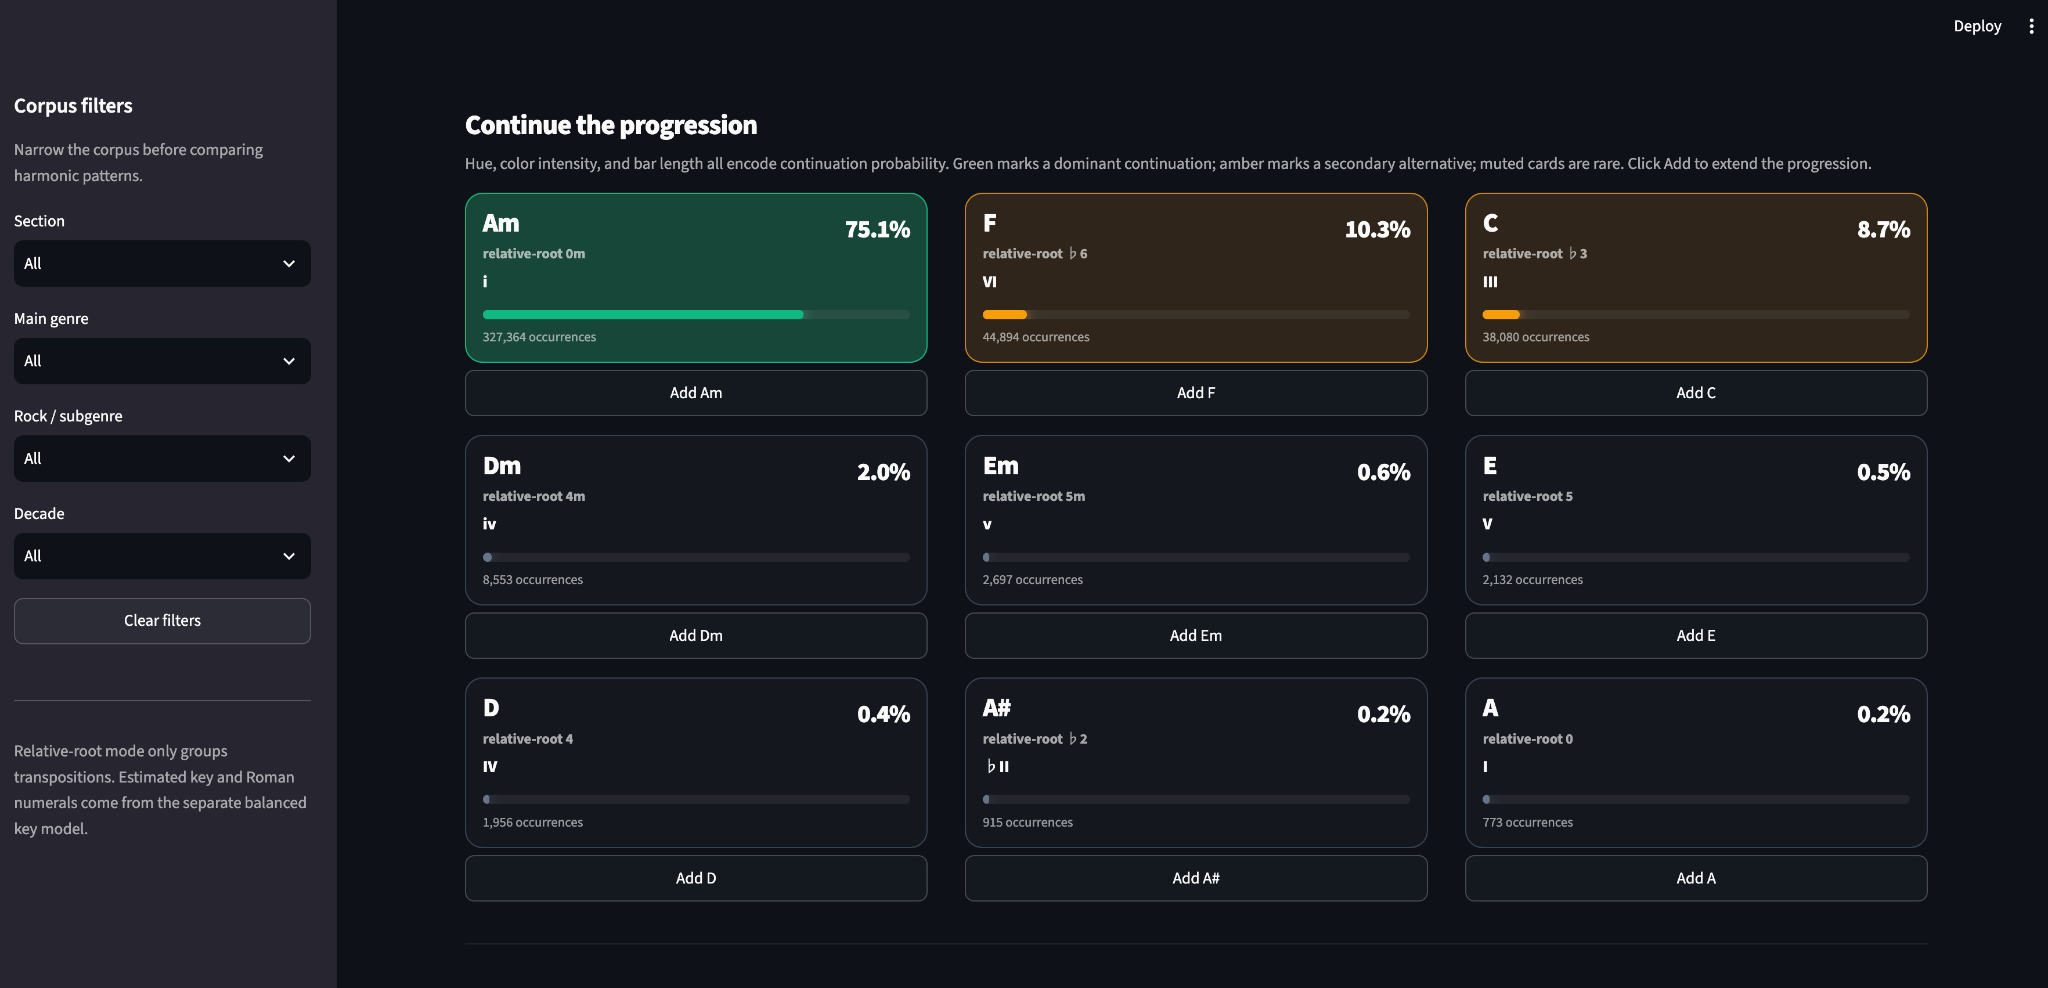 Deploy
Corpus filters
Narrow the corpus before comparing
harmonic patterns.
Section
All
Main genre
All
Rock / subgenre
All
Decade
All
Clear filters
Relative-root mode only groups
transpositions. Estimated key and Roman
numerals come from the separate balanced
key model.
Continue the progression
Hue, color intensity, and bar length all encode continuation probability. Green marks a dominant continuation; amber marks a secondary alternative; muted cards are rare. Click Add to extend the progression.
Am
75.1%
relative-root 0m
i
327,364 occurrences
Add Am
F
10.3%
relative-root ♭6
VI
44,894 occurrences
Add F
C
8.7%
relative-root ♭3
III
38,080 occurrences
Add C
Dm
2.0%
relative-root 4m
iv
8,553 occurrences
Add Dm
Em
0.6%
relative-root 5m
v
2,697 occurrences
Add Em
E
0.5%
relative-root 5
V
2,132 occurrences
Add E
D
0.4%
relative-root 4
IV
1,956 occurrences
Add D
A#
0.2%
relative-root ♭2
♭II
915 occurrences
Add A#
A
0.2%
relative-root 0
I
773 occurrences
Add A